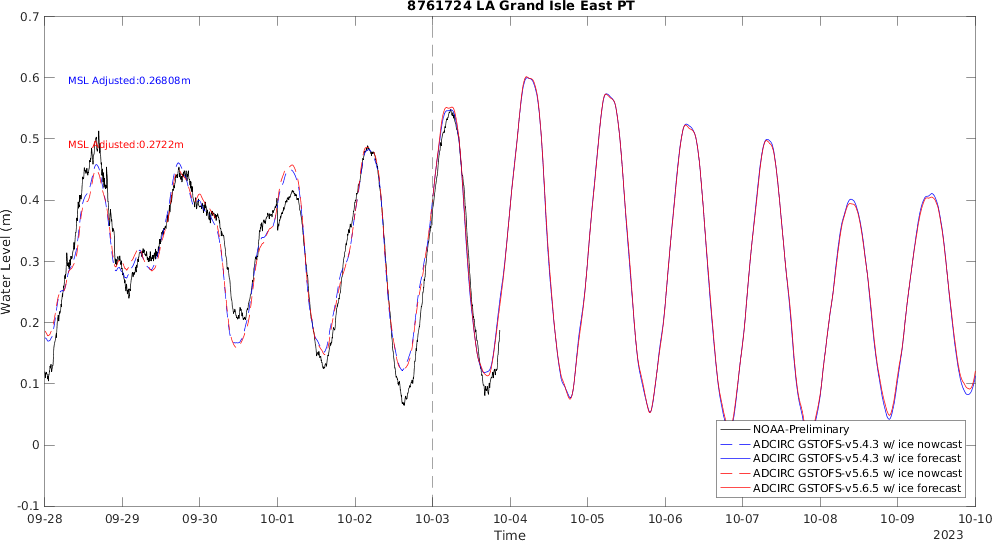 8761724 LA Grand Isle East PT
0.7
0.6
0.5
0.4
0.3
0.2
0.1
0
-0.1
Water Level (m)
MSL Adjusted:0.26808m
MSL Adjusted:0.2722m
NOAA-Preliminary
ADCIRC GSTOFS-v5.4.3 w/ ice nowcast
ADCIRC GSTOFS-v5.4.3 w/ ice forecast
ADCIRC GSTOFS-v5.6.5 w/ ice nowcast
ADCIRC GSTOFS-v5.6.5 w/ ice forecast
09-28 09-29 09-30 10-01 10-02 10-03 10-04 10-05 10-06 10-07 10-08 10-09 10-10
Time
2023